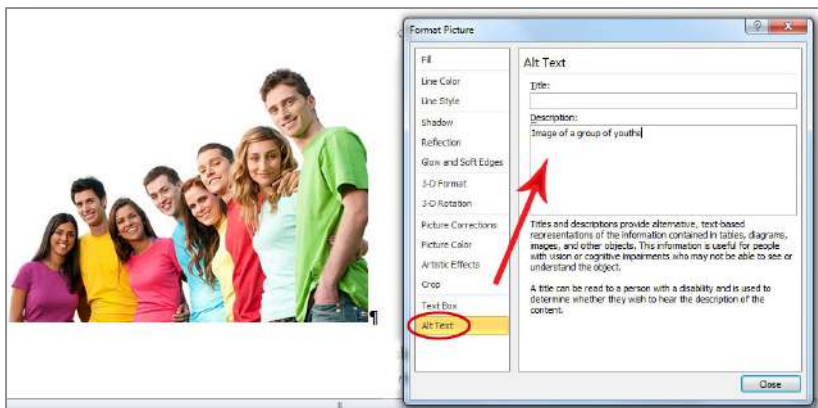 Format Picture
Fill
Line Color
Line Style
Shadow
Reflection
Glow and Soft Edges
3-D Format
3-D Rotation
Picture Corrections
Picture Color
Artistic Effects
Crop
Text Box
Alt Text
Alt Text
Title:
Description:
Image of a group of youths
Titles and descriptions provide alternative, text-based
representations of the information contained in tables, diagrams,
images, and other objects. This information is useful for people
with vision or cognitive impairments who may not be able to see or
understand the object.
A title can be read to a person with a disability and is used to
determine whether they wish to hear the description of the
content.
Close
¶